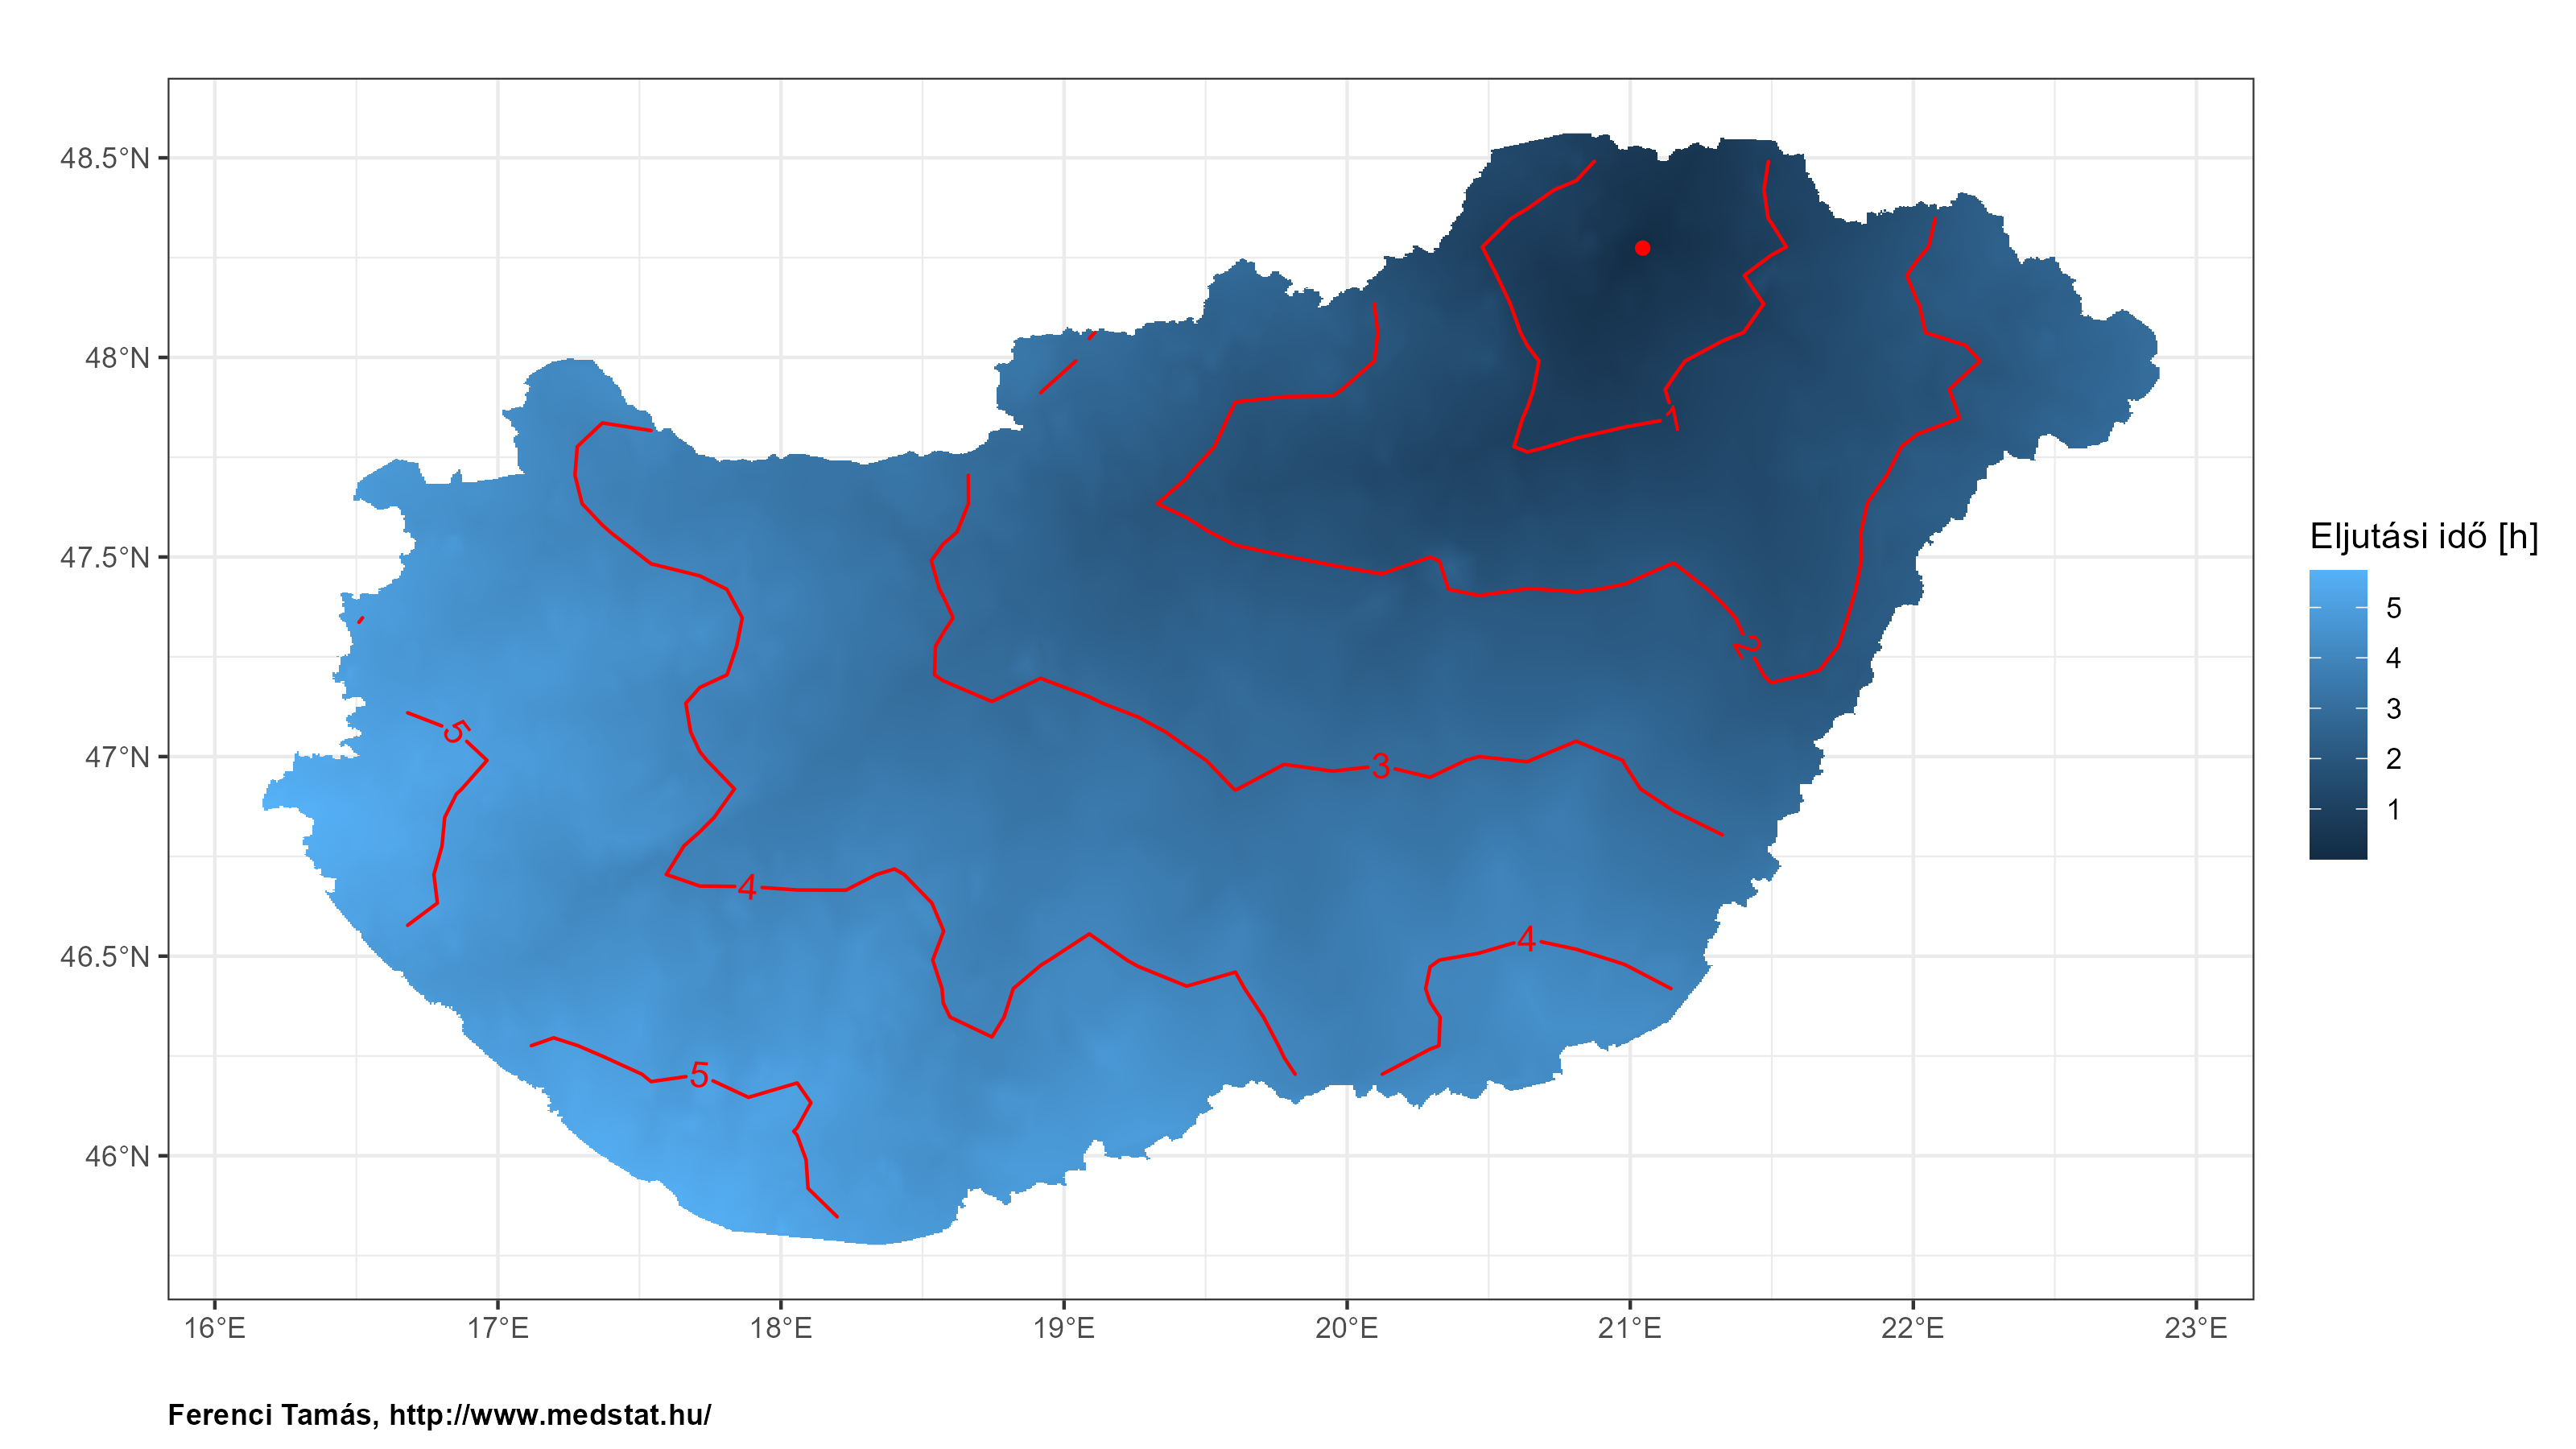 48.5°N
48°N
47.5°N
47°N
46.5°N
46°N
16°E 17°E 18°E 19°E 20°E 21°E 22°E 23°E
1
2
3
4
4
5
5
Eljutási idő [h]
5
4
3
2
1
Ferenci Tamás, http://www.medstat.hu/